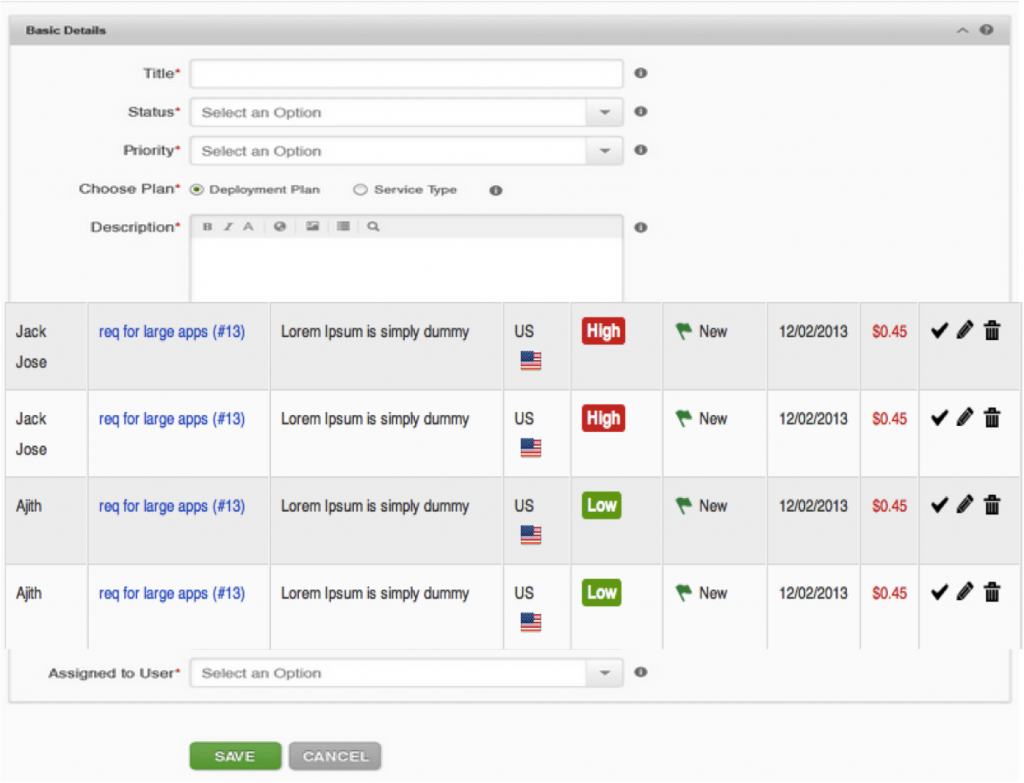 Basic Details
Title*
Status* Select an Option
Priority* Select an Option
Choose Plan* Deployment Plan Service Type
Description* B I A
Jack Jose req for large apps (#13) Lorem Ipsum is simply dummy US High New 12/02/2013 $0.45
Jack Jose req for large apps (#13) Lorem Ipsum is simply dummy US High New 12/02/2013 $0.45
Ajith req for large apps (#13) Lorem Ipsum is simply dummy US Low New 12/02/2013 $0.45
Ajith req for large apps (#13) Lorem Ipsum is simply dummy US Low New 12/02/2013 $0.45
Assigned to User* Select an Option
SAVE CANCEL